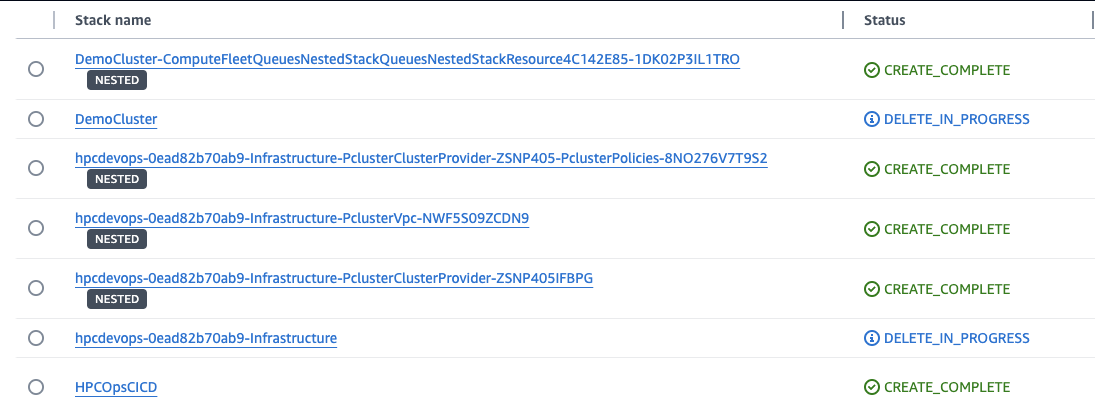 Stack name
Status
DemoCluster-ComputeFleetQueuesNestedStackQueuesNestedStackResource4C142E85-1DK02P3IL1TRO
NESTED
CREATE_COMPLETE
DemoCluster
DELETE_IN_PROGRESS
hpcdevops-0ead82b70ab9-Infrastructure-PclusterClusterProvider-ZSNP405-PclusterPolicies-8NO276V7T9S2
NESTED
CREATE_COMPLETE
hpcdevops-0ead82b70ab9-Infrastructure-PclusterVpc-NWF5S09ZCDN9
NESTED
CREATE_COMPLETE
hpcdevops-0ead82b70ab9-Infrastructure-PclusterClusterProvider-ZSNP405IFBPG
NESTED
CREATE_COMPLETE
hpcdevops-0ead82b70ab9-Infrastructure
DELETE_IN_PROGRESS
HPCOpsCICD
CREATE_COMPLETE